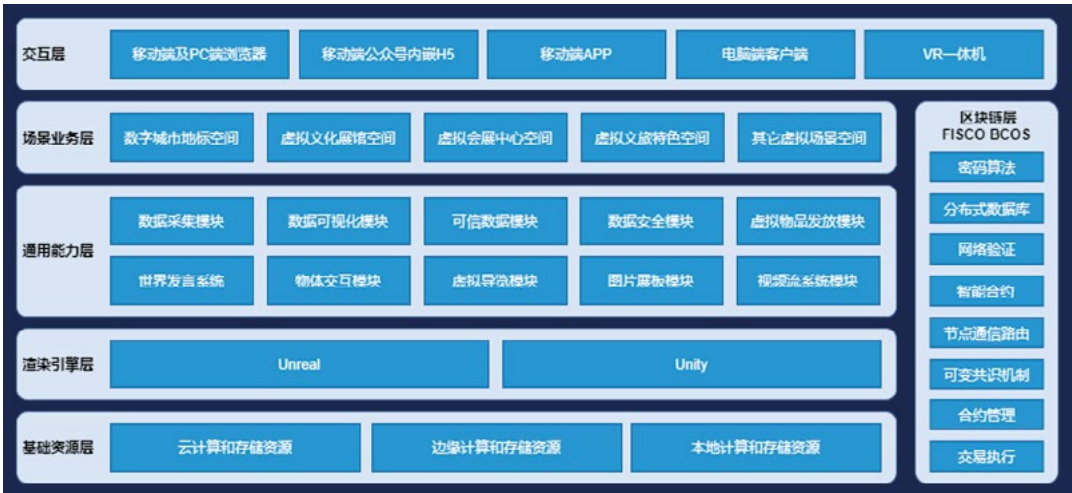 交互层
移动端及PC端浏览器
移动端公众号内嵌H5
移动端APP
电脑端客户端
VR一体机
场景业务层
数字城市地标空间
虚拟文化展馆空间
虚拟会展中心空间
虚拟文旅特色空间
其它虚拟场景空间
通用能力层
数据采集模块
数据可视化模块
可信数据模块
数据安全模块
虚拟物品发放模块
世界发言系统
物体交互模块
虚拟导览模块
图片展板模块
视频流系统模块
渲染引擎层
Unreal
Unity
基础资源层
云计算和存储资源
边缘计算和存储资源
本地计算和存储资源
区块链层
FISCO BCOS
密码算法
分布式数据库
网络验证
智能合约
节点通信路由
可变共识机制
合约管理
交易执行